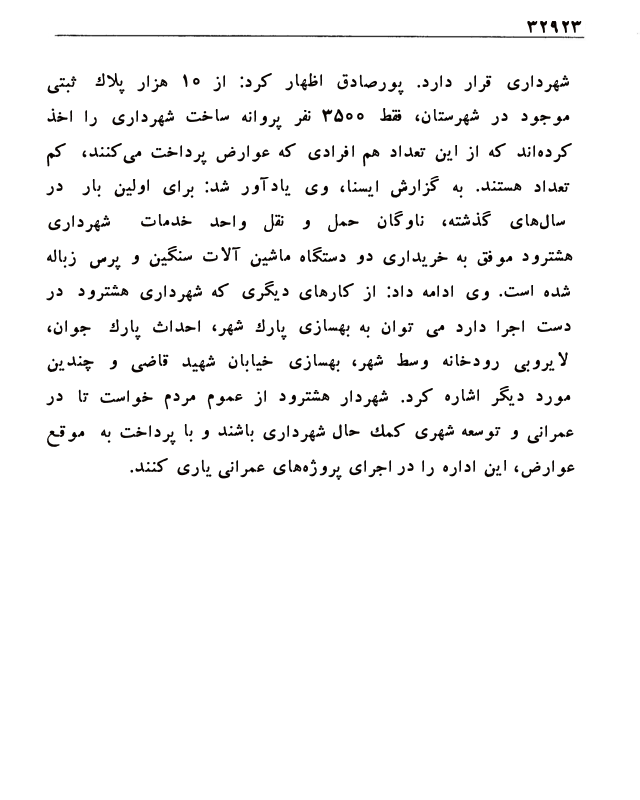 ۳۲۹۲۳
شهرداری قرار دارد. پورصادق اظهار کرد: از ۱۰ هزار پلاك ثبتی
موجود در شهرستان، فقط ۳۵۰۰ نفر پروانه ساخت شهرداری را اخذ
کرده‌اند که از این تعداد هم افرادی که عوارض پرداخت می‌کنند، کم
تعداد هستند. به گزارش ایسنا، وی یادآور شد: برای اولین بار در
سال‌های گذشته، ناوگان حمل و نقل واحد خدمات شهرداری
هشترود موفق به خریداری دو دستگاه ماشین آلات سنگین و پرس زباله
شده است. وی ادامه داد: از کارهای دیگری که شهرداری هشترود در
دست اجرا دارد می توان به بهسازی پارك شهر، احداث پارك جوان،
لایروبی رودخانه وسط شهر، بهسازی خیابان شهید قاضی و چندین
مورد دیگر اشاره کرد. شهردار هشترود از عموم مردم خواست تا در
عمرانی و توسعه شهری کمك حال شهرداری باشند و با پرداخت به موقع
عوارض، این اداره را در اجرای پروژه‌های عمرانی یاری کنند.